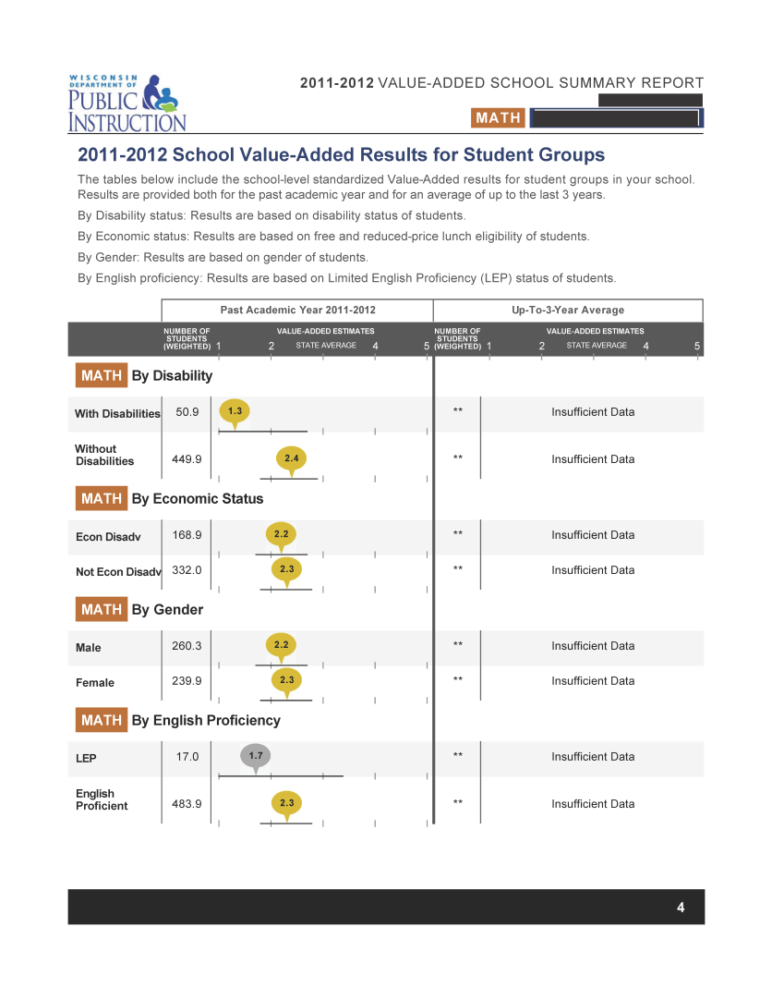 WISCONSIN
DEPARTMENT OF
PUBLIC
INSTRUCTION
2011-2012 VALUE-ADDED SCHOOL SUMMARY REPORT
MATH
2011-2012 School Value-Added Results for Student Groups
The tables below include the school-level standardized Value-Added results for student groups in your school.
Results are provided both for the past academic year and for an average of up to the last 3 years.
By Disability status: Results are based on disability status of students.
By Economic status: Results are based on free and reduced-price lunch eligibility of students.
By Gender: Results are based on gender of students.
By English proficiency: Results are based on Limited English Proficiency (LEP) status of students.
Past Academic Year 2011-2012 Up-To-3-Year Average
NUMBER OF VALUE-ADDED ESTIMATES NUMBER OF VALUE-ADDED ESTIMATES
STUDENTS STUDENTS
(WEIGHTED) 1 2 STATE AVERAGE 4 5 (WEIGHTED) 1 2 STATE AVERAGE 4 5
MATH By Disability
With Disabilities 50.9 1.3 ** Insufficient Data
Without
Disabilities 449.9 2.4 ** Insufficient Data
MATH By Economic Status
Econ Disadv 168.9 2.2 ** Insufficient Data
Not Econ Disadv 332.0 2.3 ** Insufficient Data
MATH By Gender
Male 260.3 2.2 ** Insufficient Data
Female 239.9 2.3 ** Insufficient Data
MATH By English Proficiency
LEP 17.0 1.7 ** Insufficient Data
English
Proficient 483.9 2.3 ** Insufficient Data
4